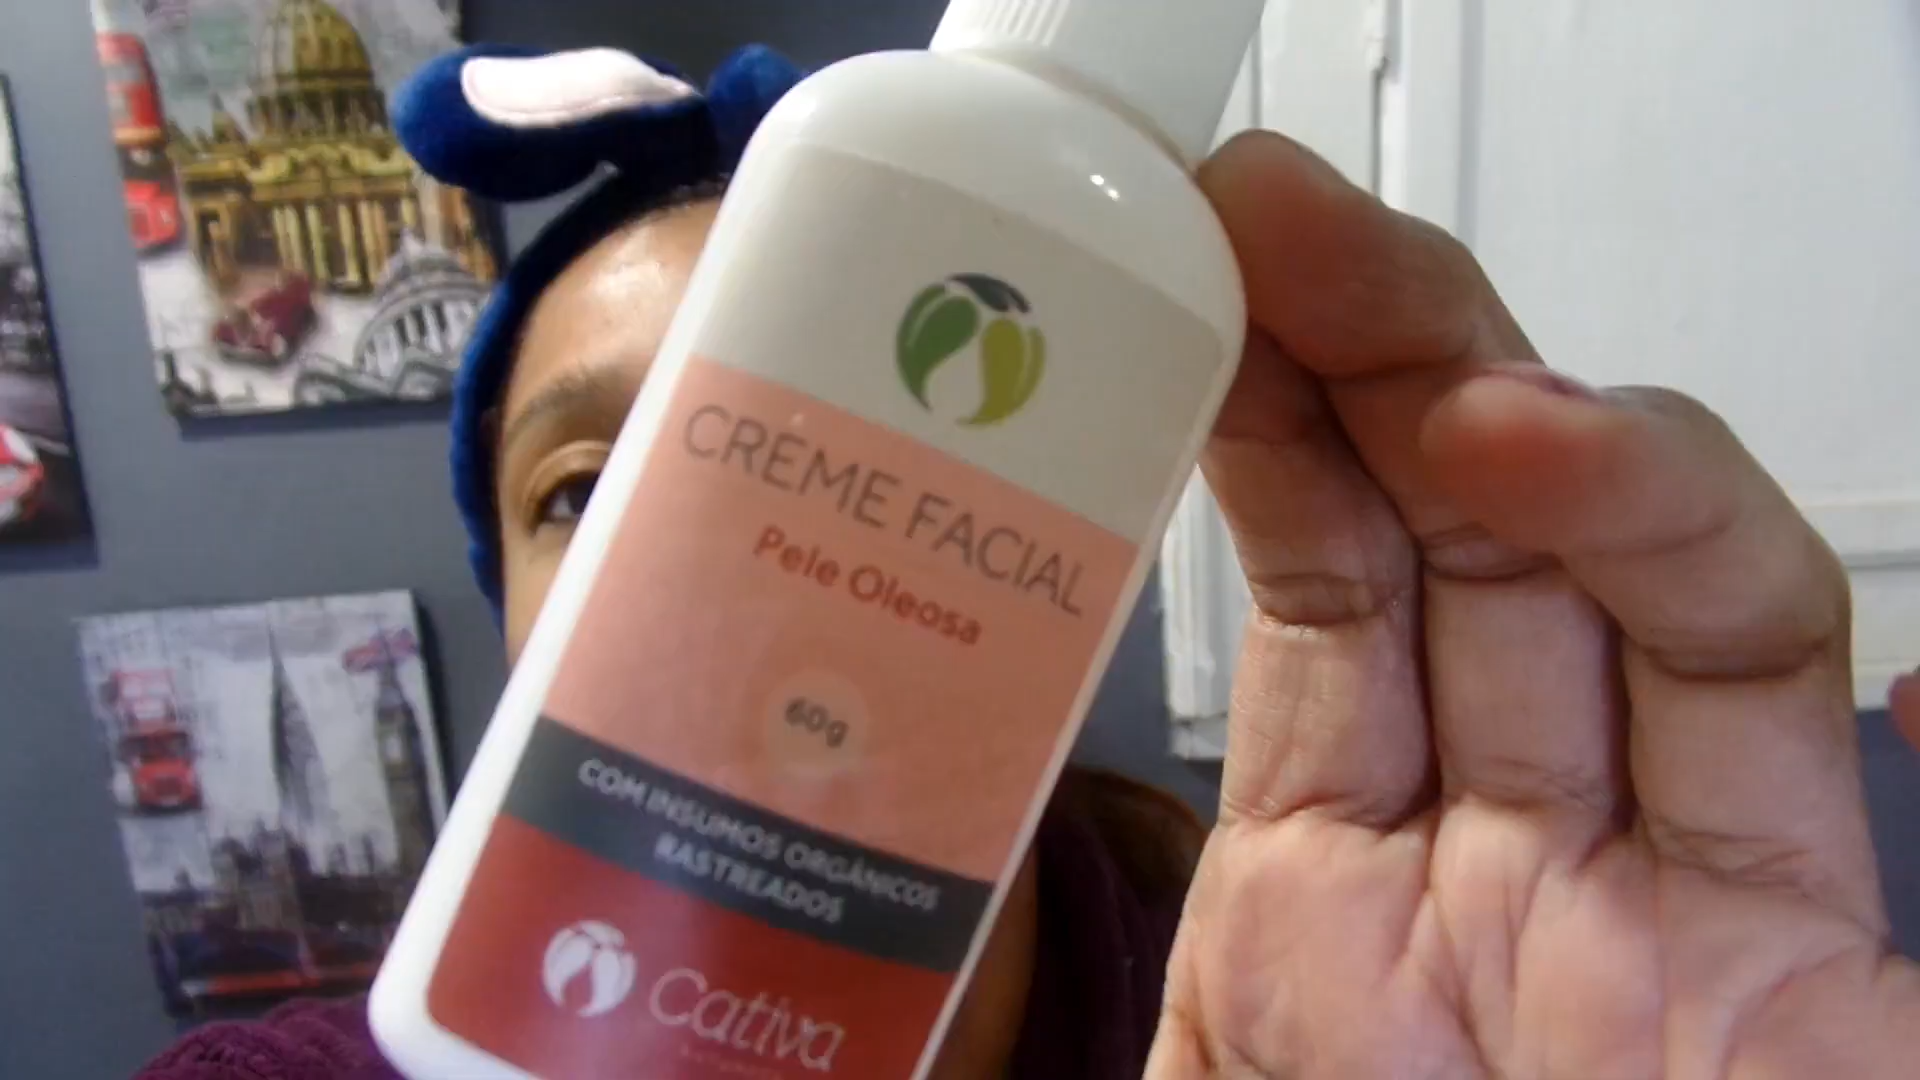 CREME FACIAL
Pele Oleosa
60g
COM INSUMOS ORGÂNICOS
RASTREADOS
Cativa